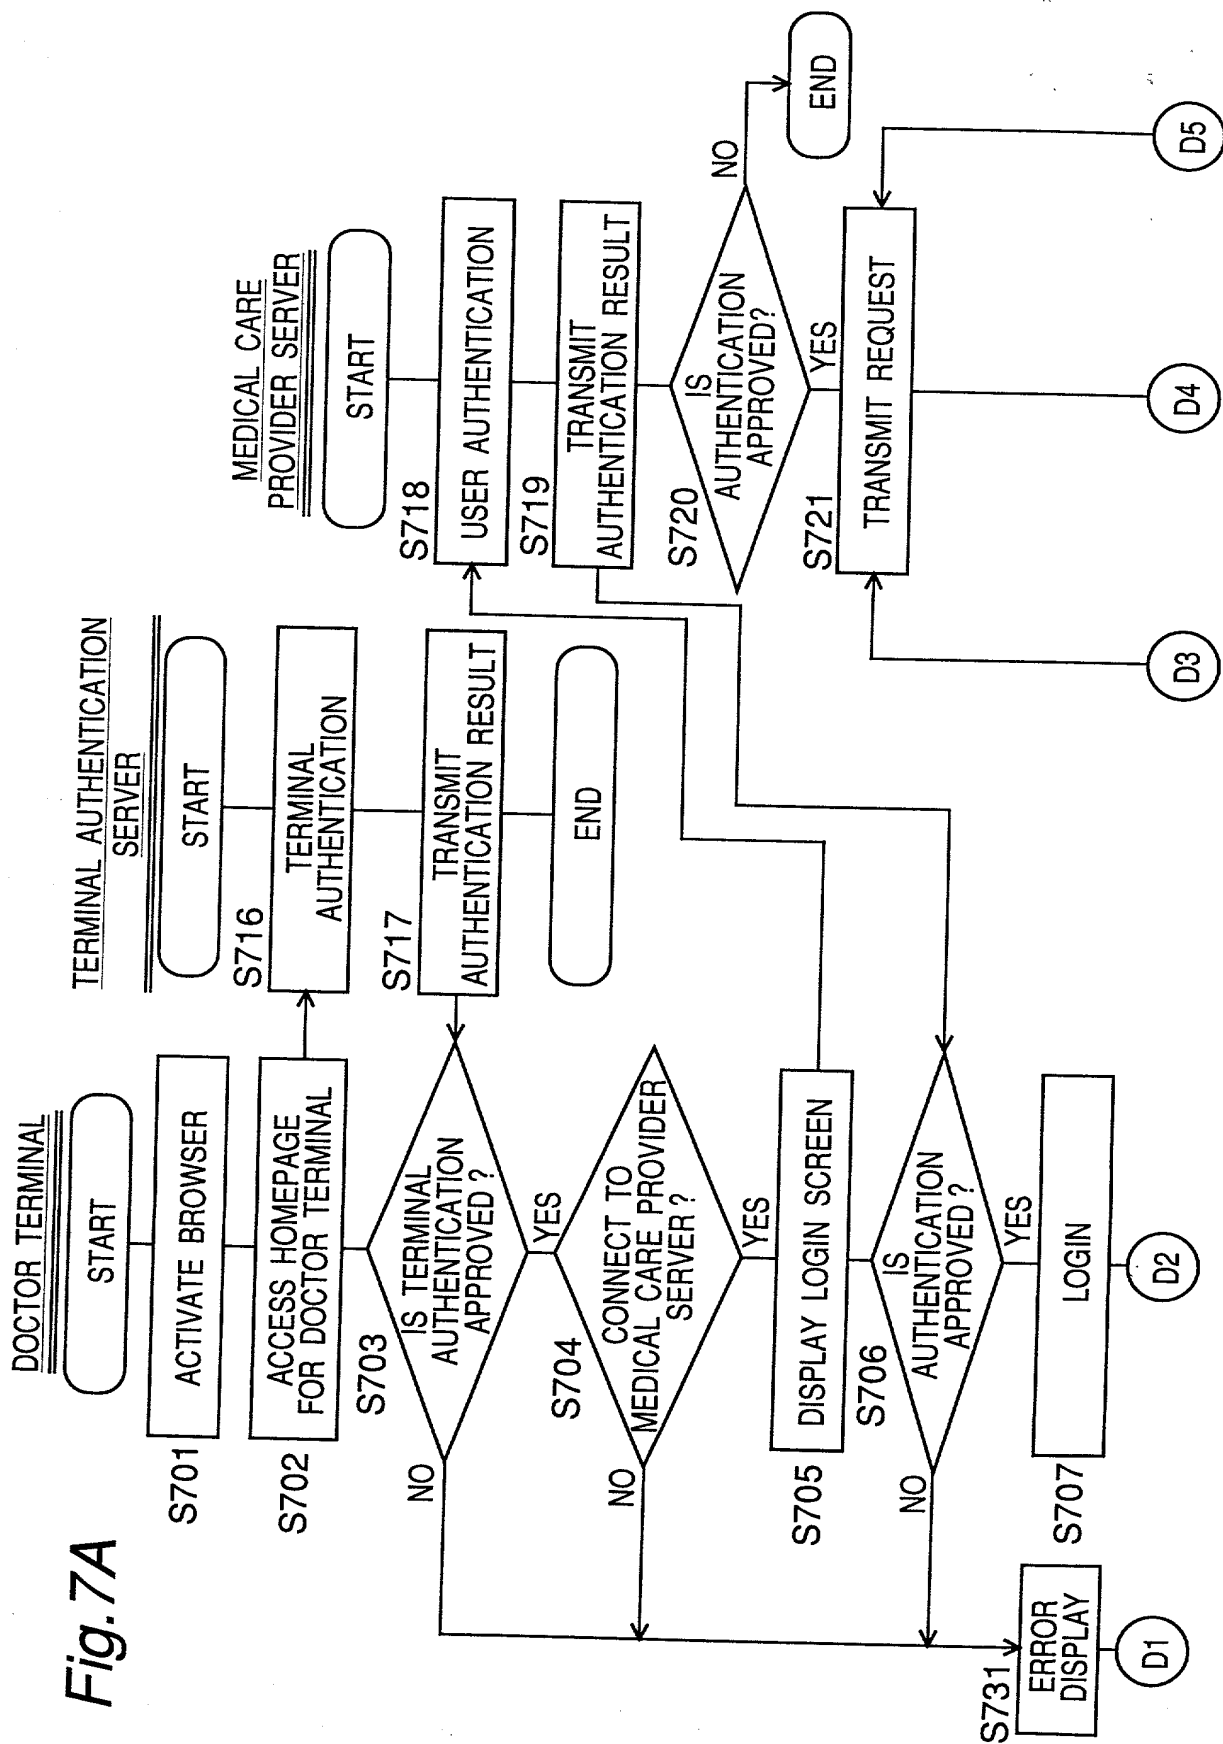 Fig.7A
DOCTOR TERMINAL
START
S701
ACTIVATE BROWSER
S702
ACCESS HOMEPAGE
FOR DOCTOR TERMINAL
S703
IS TERMINAL
AUTHENTICATION
APPROVED?
NO
YES
S704
CONNECT TO
MEDICAL CARE PROVIDER
SERVER?
NO
YES
S705
DISPLAY LOGIN SCREEN
S706
IS
AUTHENTICATION
APPROVED?
NO
YES
S707
LOGIN
D2
S731
ERROR
DISPLAY
D1
TERMINAL AUTHENTICATION
SERVER
START
S716
TERMINAL
AUTHENTICATION
S717
TRANSMIT
AUTHENTICATION RESULT
END
MEDICAL CARE
PROVIDER SERVER
START
S718
USER AUTHENTICATION
S719
TRANSMIT
AUTHENTICATION RESULT
S720
IS
AUTHENTICATION
APPROVED?
NO
END
YES
S721
TRANSMIT REQUEST
D3
D4
D5